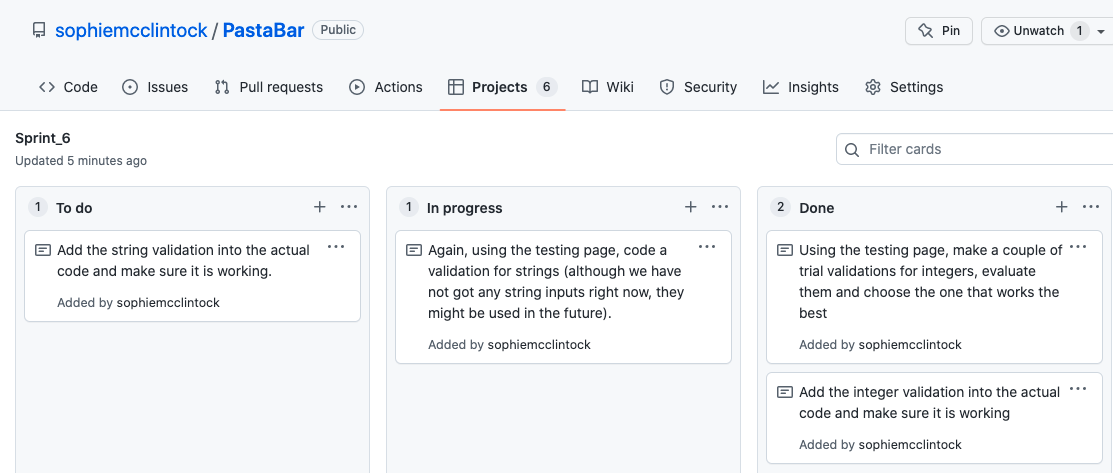 sophiemcclintock / PastaBar Public
Pin
Unwatch 1
Code
Issues
Pull requests
Actions
Projects 6
Wiki
Security
Insights
Settings
Sprint_6
Updated 5 minutes ago
Filter cards
1 To do
Add the string validation into the actual
code and make sure it is working.
Added by sophiemcclintock
1 In progress
Again, using the testing page, code a
validation for strings (although we have
not got any string inputs right now, they
might be used in the future).
Added by sophiemcclintock
2 Done
Using the testing page, make a couple of
trial validations for integers, evaluate
them and choose the one that works the
best
Added by sophiemcclintock
Add the integer validation into the actual
code and make sure it is working
Added by sophiemcclintock